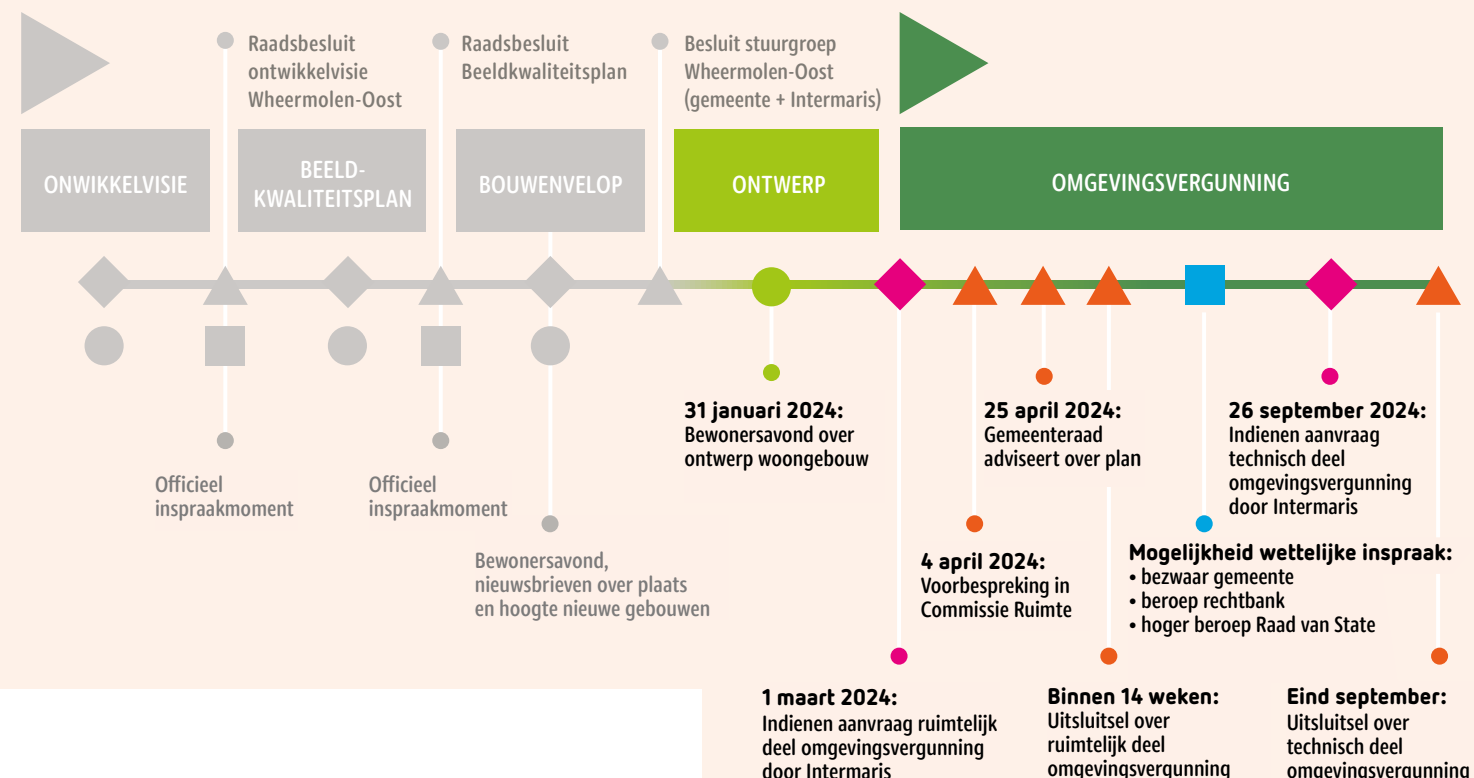 Raadsbesluit
ontwikkelvisie
Wheermolen-Oost
Raadsbesluit
Beeldkwaliteitsplan
Besluit stuurgroep
Wheermolen-Oost
(gemeente + Intermaris)
ONWIKKELVISIE
BEELD-
KWALITEITSPLAN
BOUWENVELOP
ONTWERP
OMGEVINGSVERGUNNING
Officieel
inspraakmoment
Officieel
inspraakmoment
Bewonersavond,
nieuwsbrieven over plaats
en hoogte nieuwe gebouwen
31 januari 2024:
Bewonersavond over
ontwerp woongebouw
1 maart 2024:
Indienen aanvraag ruimtelijk
deel omgevingsvergunning
door Intermaris
4 april 2024:
Voorbespreking in
Commissie Ruimte
25 april 2024:
Gemeenteraad
adviseert over plan
Binnen 14 weken:
Uitsluitsel over
ruimtelijk deel
omgevingsvergunning
Mogelijkheid wettelijke inspraak:
• bezwaar gemeente
• beroep rechtbank
• hoger beroep Raad van State
26 september 2024:
Indienen aanvraag
technisch deel
omgevingsvergunning
door Intermaris
Eind september:
Uitsluitsel over
technisch deel
omgevingsvergunning